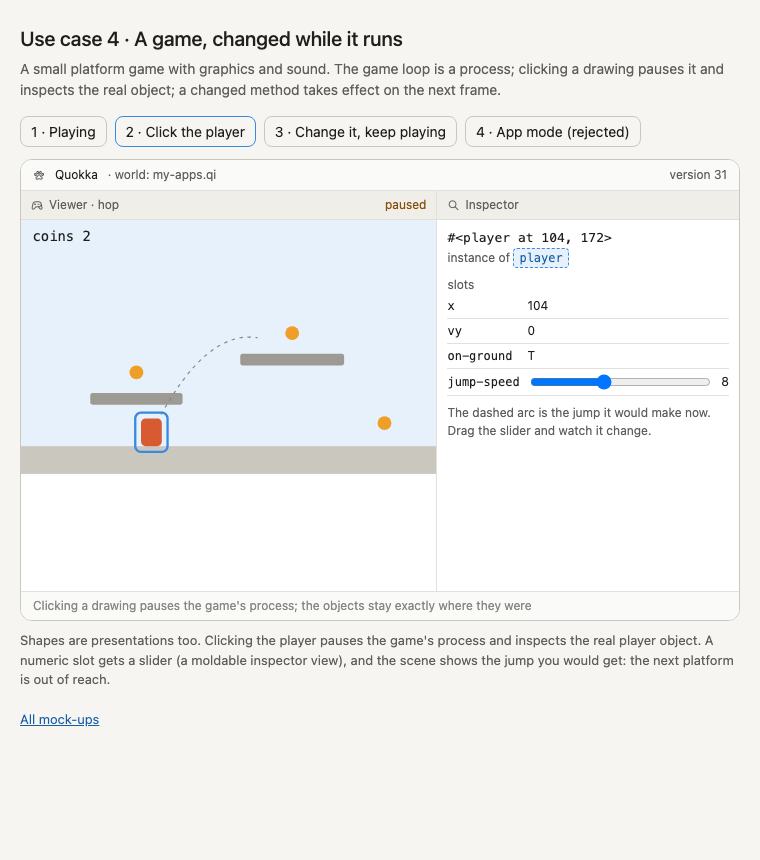 Use case 4 · A game, changed while it runs
A small platform game with graphics and sound. The game loop is a process; clicking a drawing pauses it and
inspects the real object; a changed method takes effect on the next frame.
1 · Playing
2 · Click the player
3 · Change it, keep playing
4 · App mode (rejected)
Quokka · world: my-apps.qi
version 31
Viewer · hop
paused
Inspector
coins 2
#<player at 104, 172>
instance of player
slots
x 104
vy 0
on-ground T
jump-speed 8
The dashed arc is the jump it would make now.
Drag the slider and watch it change.
Clicking a drawing pauses the game's process; the objects stay exactly where they were
Shapes are presentations too. Clicking the player pauses the game's process and inspects the real player object. A
numeric slot gets a slider (a moldable inspector view), and the scene shows the jump you would get: the next platform
is out of reach.
All mock-ups